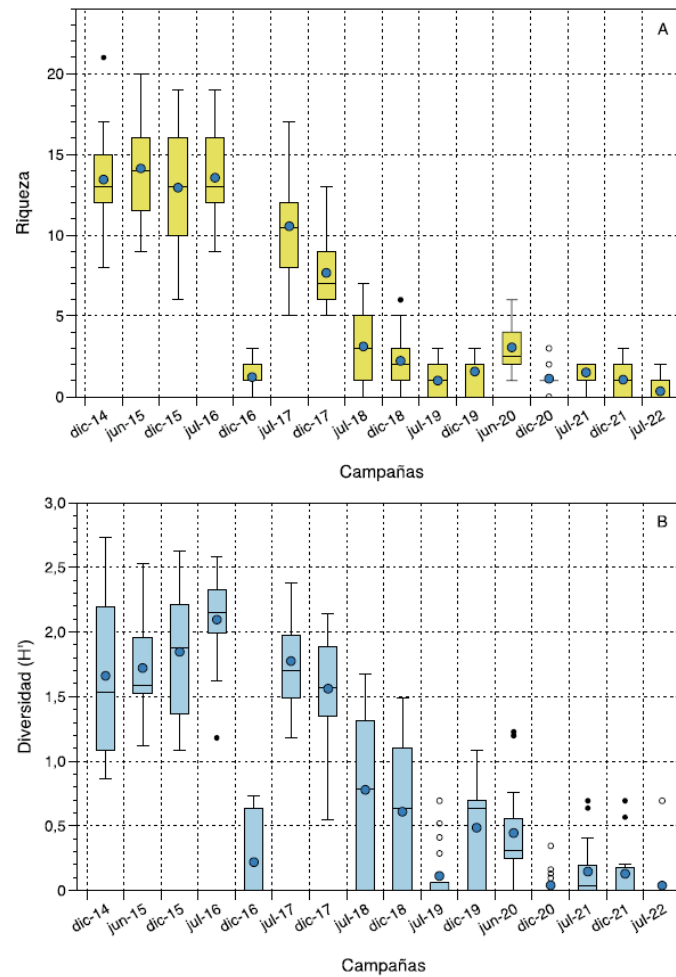 A
20
15
10
5
0
Riqueza
dic-14
jun-15
dic-15
jul-16
dic-16
jul-17
dic-17
jul-18
dic-18
jul-19
dic-19
jun-20
dic-20
jul-21
dic-21
jul-22
Campañas
B
3,0
2,5
2,0
1,5
1,0
0,5
0
Diversidad (H')
dic-14
jun-15
dic-15
jul-16
dic-16
jul-17
dic-17
jul-18
dic-18
jul-19
dic-19
jun-20
dic-20
jul-21
dic-21
jul-22
Campañas